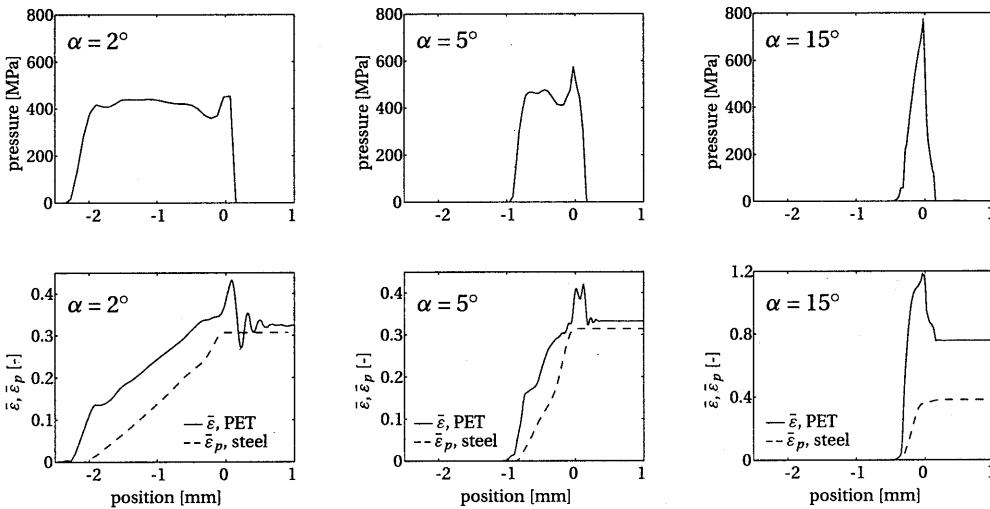 800
600
400
200
0
pressure [MPa]
α = 2°
-2 -1 0 1
800
600
400
200
0
pressure [MPa]
α = 5°
-2 -1 0 1
800
600
400
200
0
pressure [MPa]
α = 15°
-2 -1 0 1
0.4
0.3
0.2
0.1
0
ε̄, ε̄p [-]
α = 2°
ε̄, PET
ε̄p, steel
-2 -1 0 1
position [mm]
0.4
0.3
0.2
0.1
0
ε̄, ε̄p [-]
α = 5°
ε̄, PET
ε̄p, steel
-2 -1 0 1
position [mm]
1.2
0.8
0.4
0
ε̄, ε̄p [-]
α = 15°
ε̄, PET
ε̄p, steel
-2 -1 0 1
position [mm]